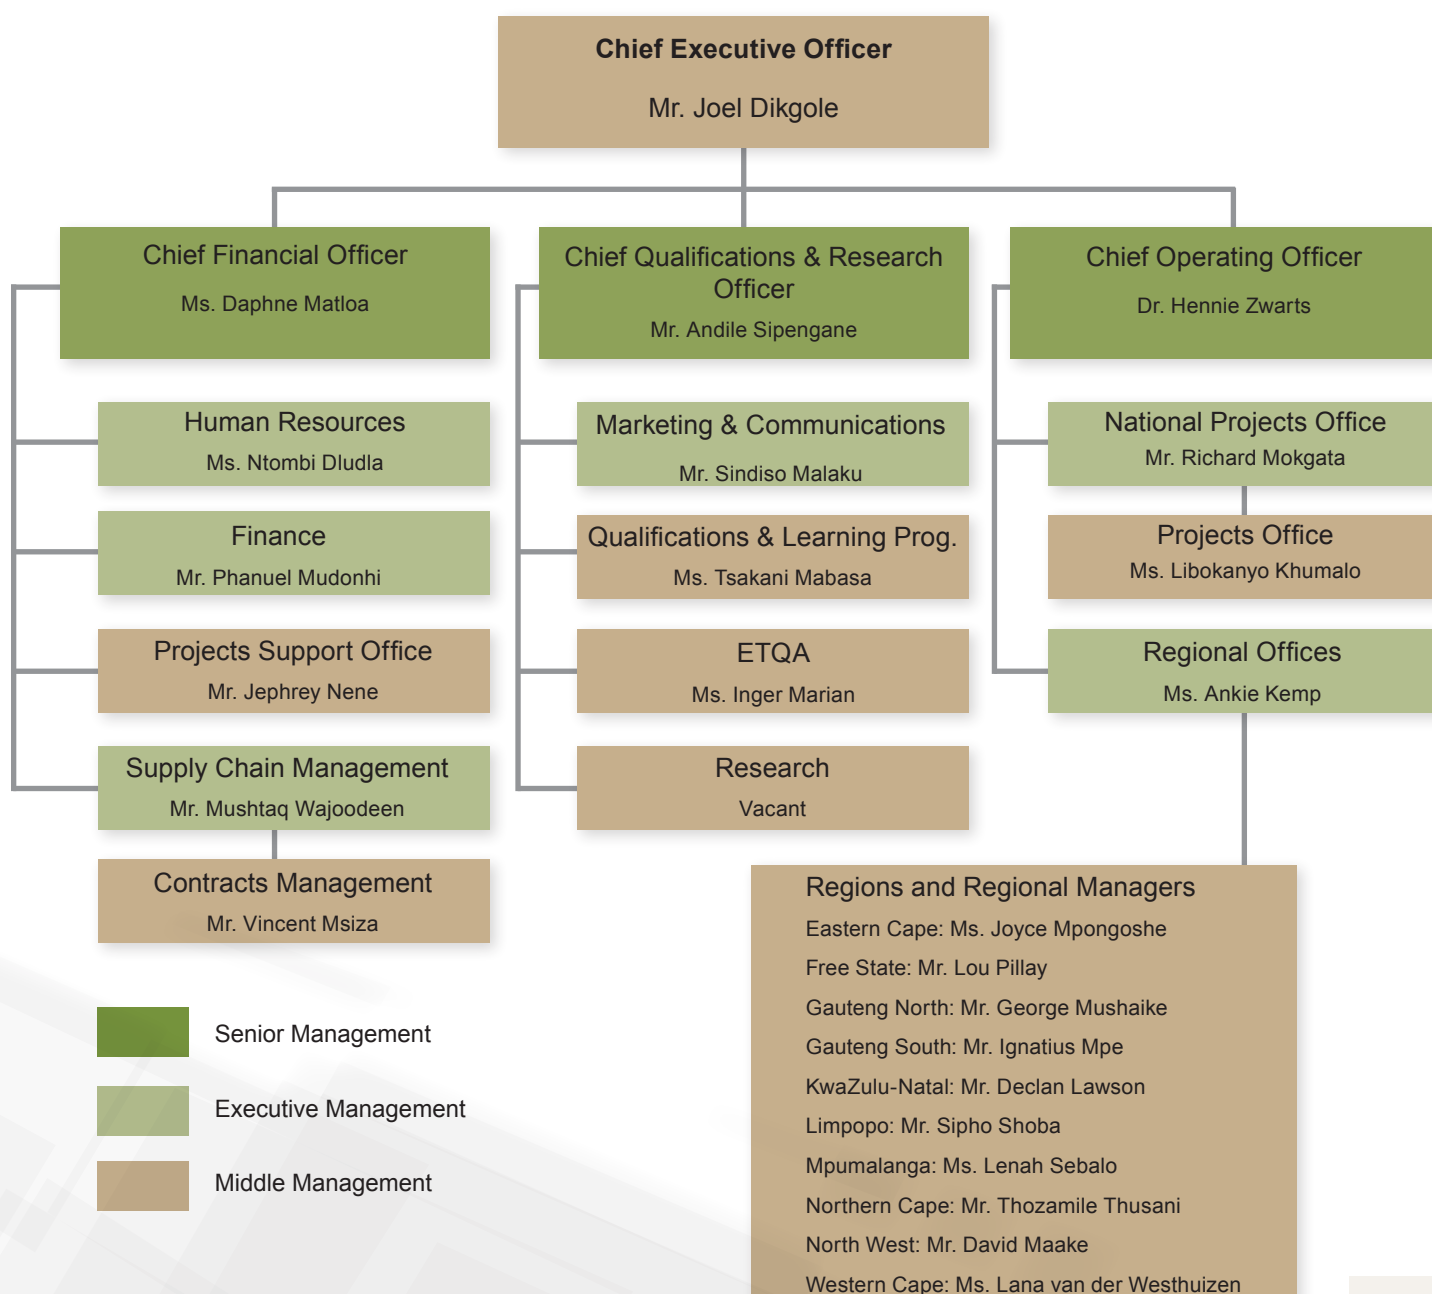 Chief Executive Officer
Mr. Joel Dikgole
Chief Financial Officer
Ms. Daphne Matloa
Human Resources
Ms. Ntombi Dludla
Finance
Mr. Phanuel Mudonhi
Projects Support Office
Mr. Jephrey Nene
Supply Chain Management
Mr. Mushtaq Wajoodeen
Contracts Management
Mr. Vincent Msiza
Chief Qualifications & Research
Officer
Mr. Andile Sipengane
Marketing & Communications
Mr. Sindiso Malaku
Qualifications & Learning Prog.
Ms. Tsakani Mabasa
ETQA
Ms. Inger Marian
Research
Vacant
Chief Operating Officer
Dr. Hennie Zwarts
National Projects Office
Mr. Richard Mokgata
Projects Office
Ms. Libokanyo Khumalo
Regional Offices
Ms. Ankie Kemp
Regions and Regional Managers
Eastern Cape: Ms. Joyce Mpongoshe
Free State: Mr. Lou Pillay
Gauteng North: Mr. George Mushaike
Gauteng South: Mr. Ignatius Mpe
KwaZulu-Natal: Mr. Declan Lawson
Limpopo: Mr. Sipho Shoba
Mpumalanga: Ms. Lenah Sebalo
Northern Cape: Mr. Thozamile Thusani
North West: Mr. David Maake
Western Cape: Ms. Lana van der Westhuizen
Senior Management
Executive Management
Middle Management